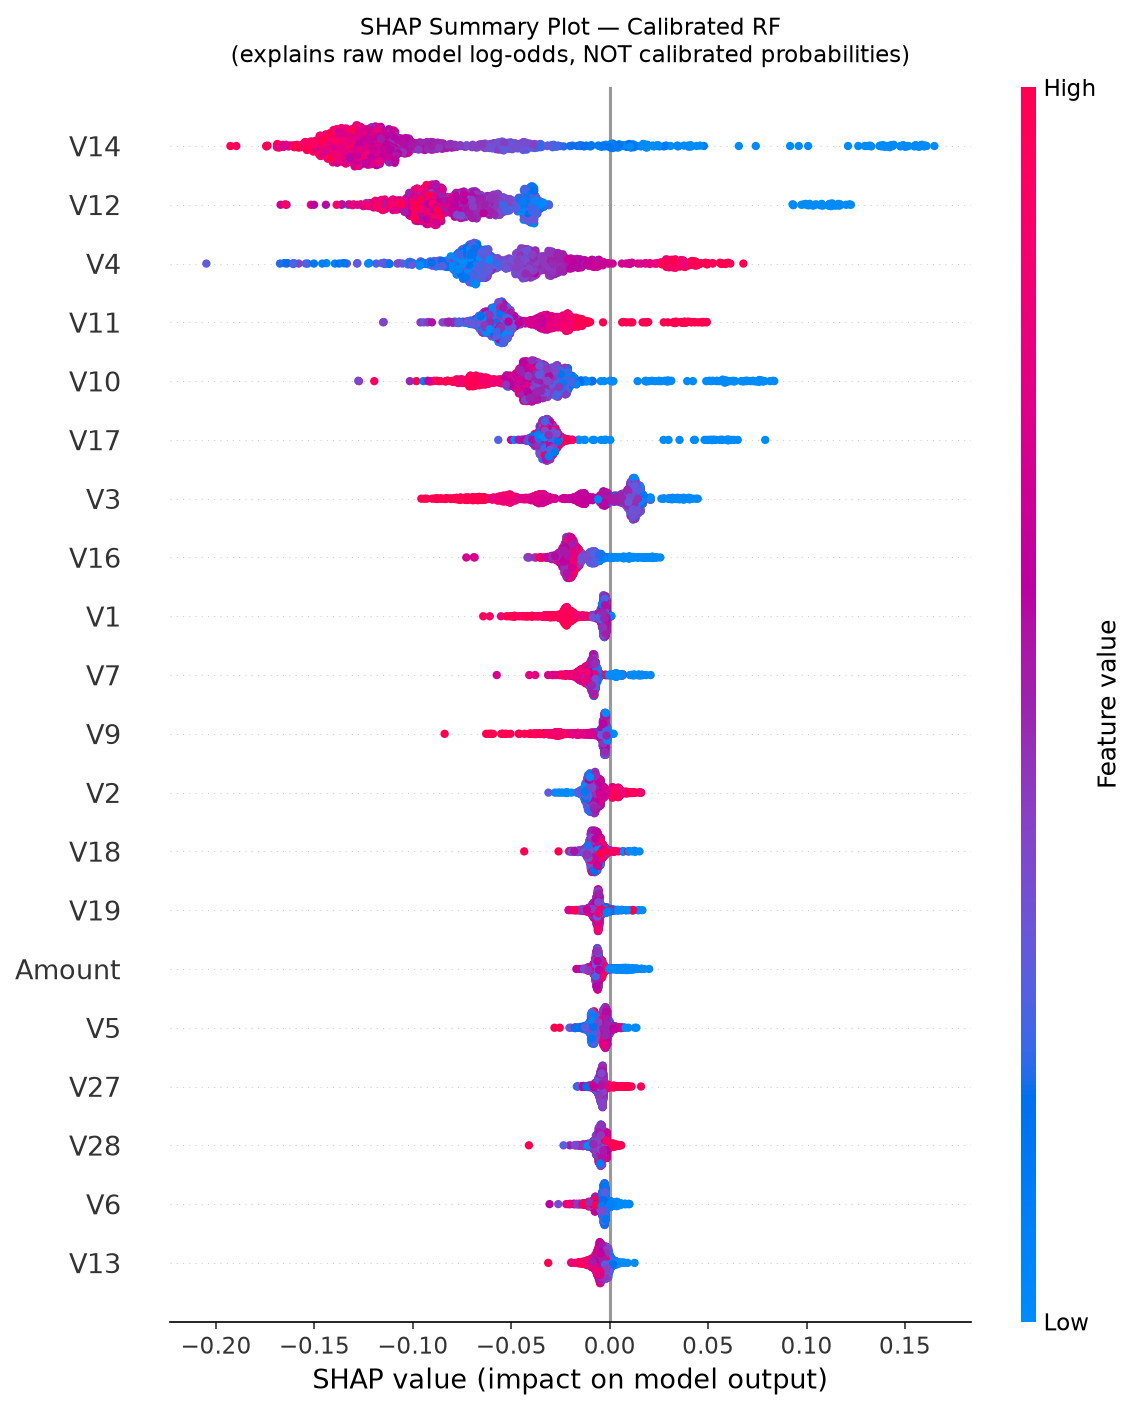 SHAP Summary Plot — Calibrated RF
(explains raw model log-odds, NOT calibrated probabilities)
High
V14
V12
V4
V11
V10
V17
V3
V16
V1
V7
V9
V2
V18
V19
Amount
V5
V27
V28
V6
V13
Feature value
Low
−0.20 −0.15 −0.10 −0.05 0.00 0.05 0.10 0.15
SHAP value (impact on model output)